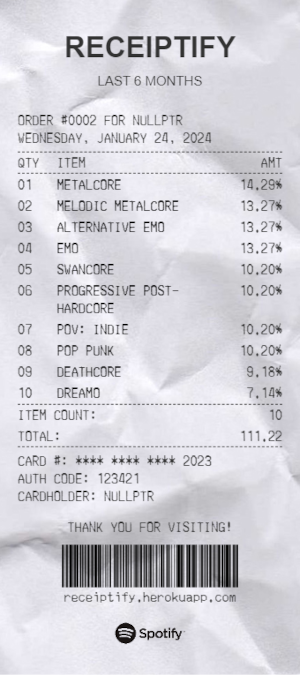 RECEIPTIFY
LAST 6 MONTHS
ORDER #0002 FOR NULLPTR
WEDNESDAY, JANUARY 24, 2024
QTY ITEM AMT
01 METALCORE 14.29%
02 MELODIC METALCORE 13.27%
03 ALTERNATIVE EMO 13.27%
04 EMO 13.27%
05 SWANCORE 10.20%
06 PROGRESSIVE POST- 10.20%
HARDCORE
07 POV: INDIE 10.20%
08 POP PUNK 10.20%
09 DEATHCORE 9.18%
10 DREAMO 7.14%
ITEM COUNT: 10
TOTAL: 111.22
CARD #: **** **** **** 2023
AUTH CODE: 123421
CARDHOLDER: NULLPTR
THANK YOU FOR VISITING!
receiptify.herokuapp.com
Spotify